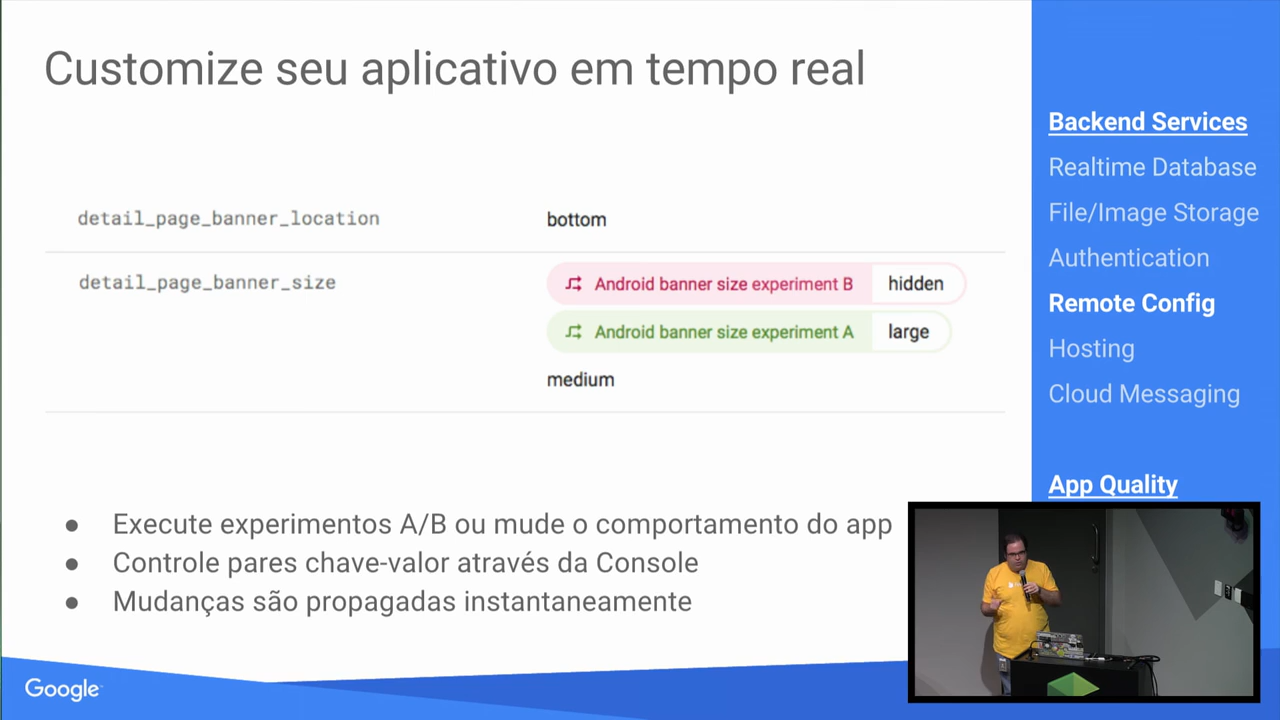 Customize seu aplicativo em tempo real
detail_page_banner_location
bottom
detail_page_banner_size
Android banner size experiment B
hidden
Android banner size experiment A
large
medium
● Execute experimentos A/B ou mude o comportamento do app
● Controle pares chave-valor através da Console
● Mudanças são propagadas instantaneamente
Google
Backend Services
Realtime Database
File/Image Storage
Authentication
Remote Config
Hosting
Cloud Messaging
App Quality